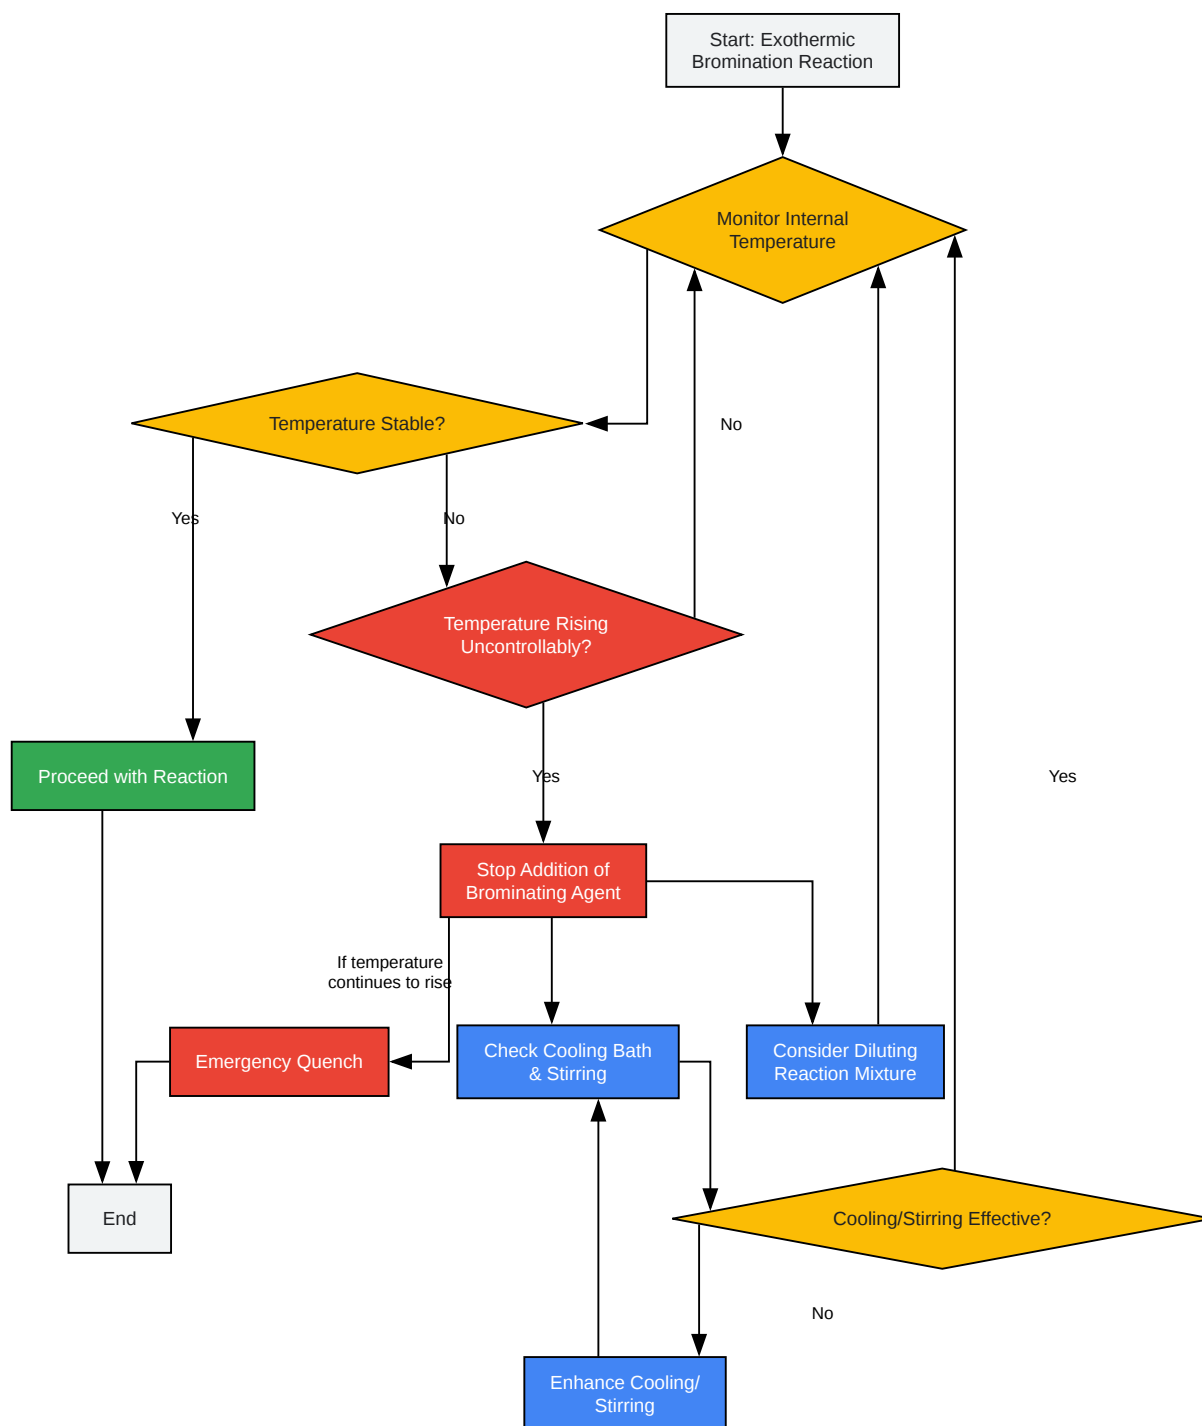 Start: Exothermic
Bromination Reaction
Monitor Internal
Temperature
Temperature Stable?
No
Yes
No
Temperature Rising
Uncontrollably?
Proceed with Reaction
Yes
Yes
Stop Addition of
Brominating Agent
If temperature
continues to rise
Emergency Quench
Check Cooling Bath
& Stirring
Consider Diluting
Reaction Mixture
End
Cooling/Stirring Effective?
No
Enhance Cooling/
Stirring